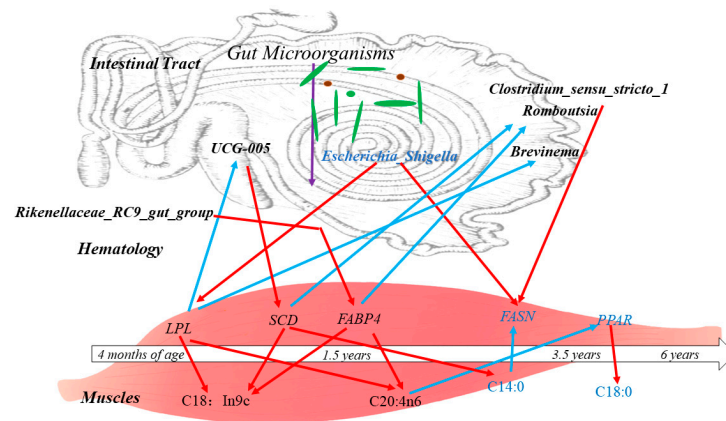 Gut Microorganisms
Intestinal Tract
Clostridium_sensu_stricto_1
Romboutsia
UCG-005
Escherichia_Shigella
Brevinema
Rikenellaceae_RC9_gut_group
Hematology
LPL
SCD
FABP4
FASN
PPAR
4 months of age
1.5 years
3.5 years
6 years
Muscles
C18：In9c
C20:4n6
C14:0
C18:0